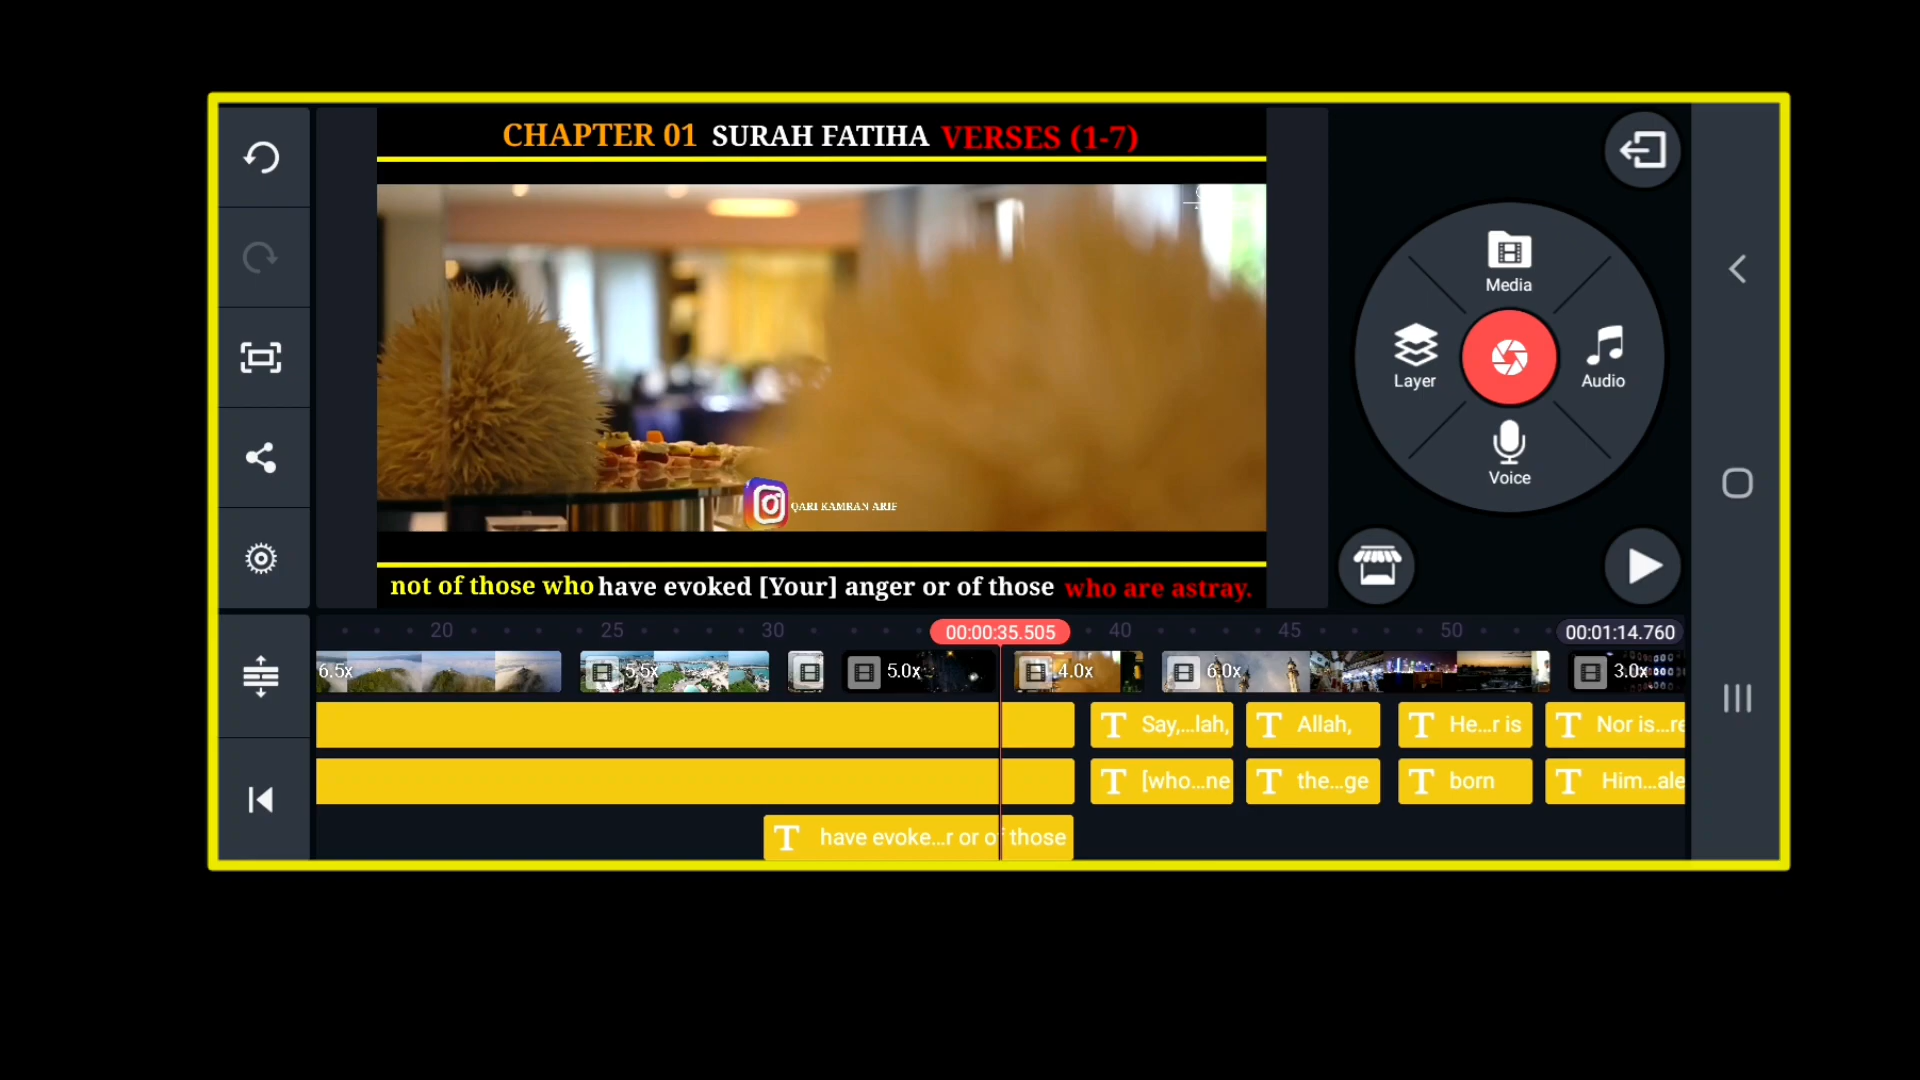 CHAPTER 01 SURAH FATIHA VERSES (1-7)
Media
Layer
Audio
Voice
QARI KAMRAN ARIF
not of those who have evoked [Your] anger or of those who are astray.
20 25 30 00:00:35.505 40 45 50 00:01:14.760
6.5x 5.5x 5.0x 4.0x 6.0x 3.0x
T Say,...lah, T Allah, T He...r is T Nor is...re
T [who...ne T the...ge T born T Him...ale
T have evoke...r or of those